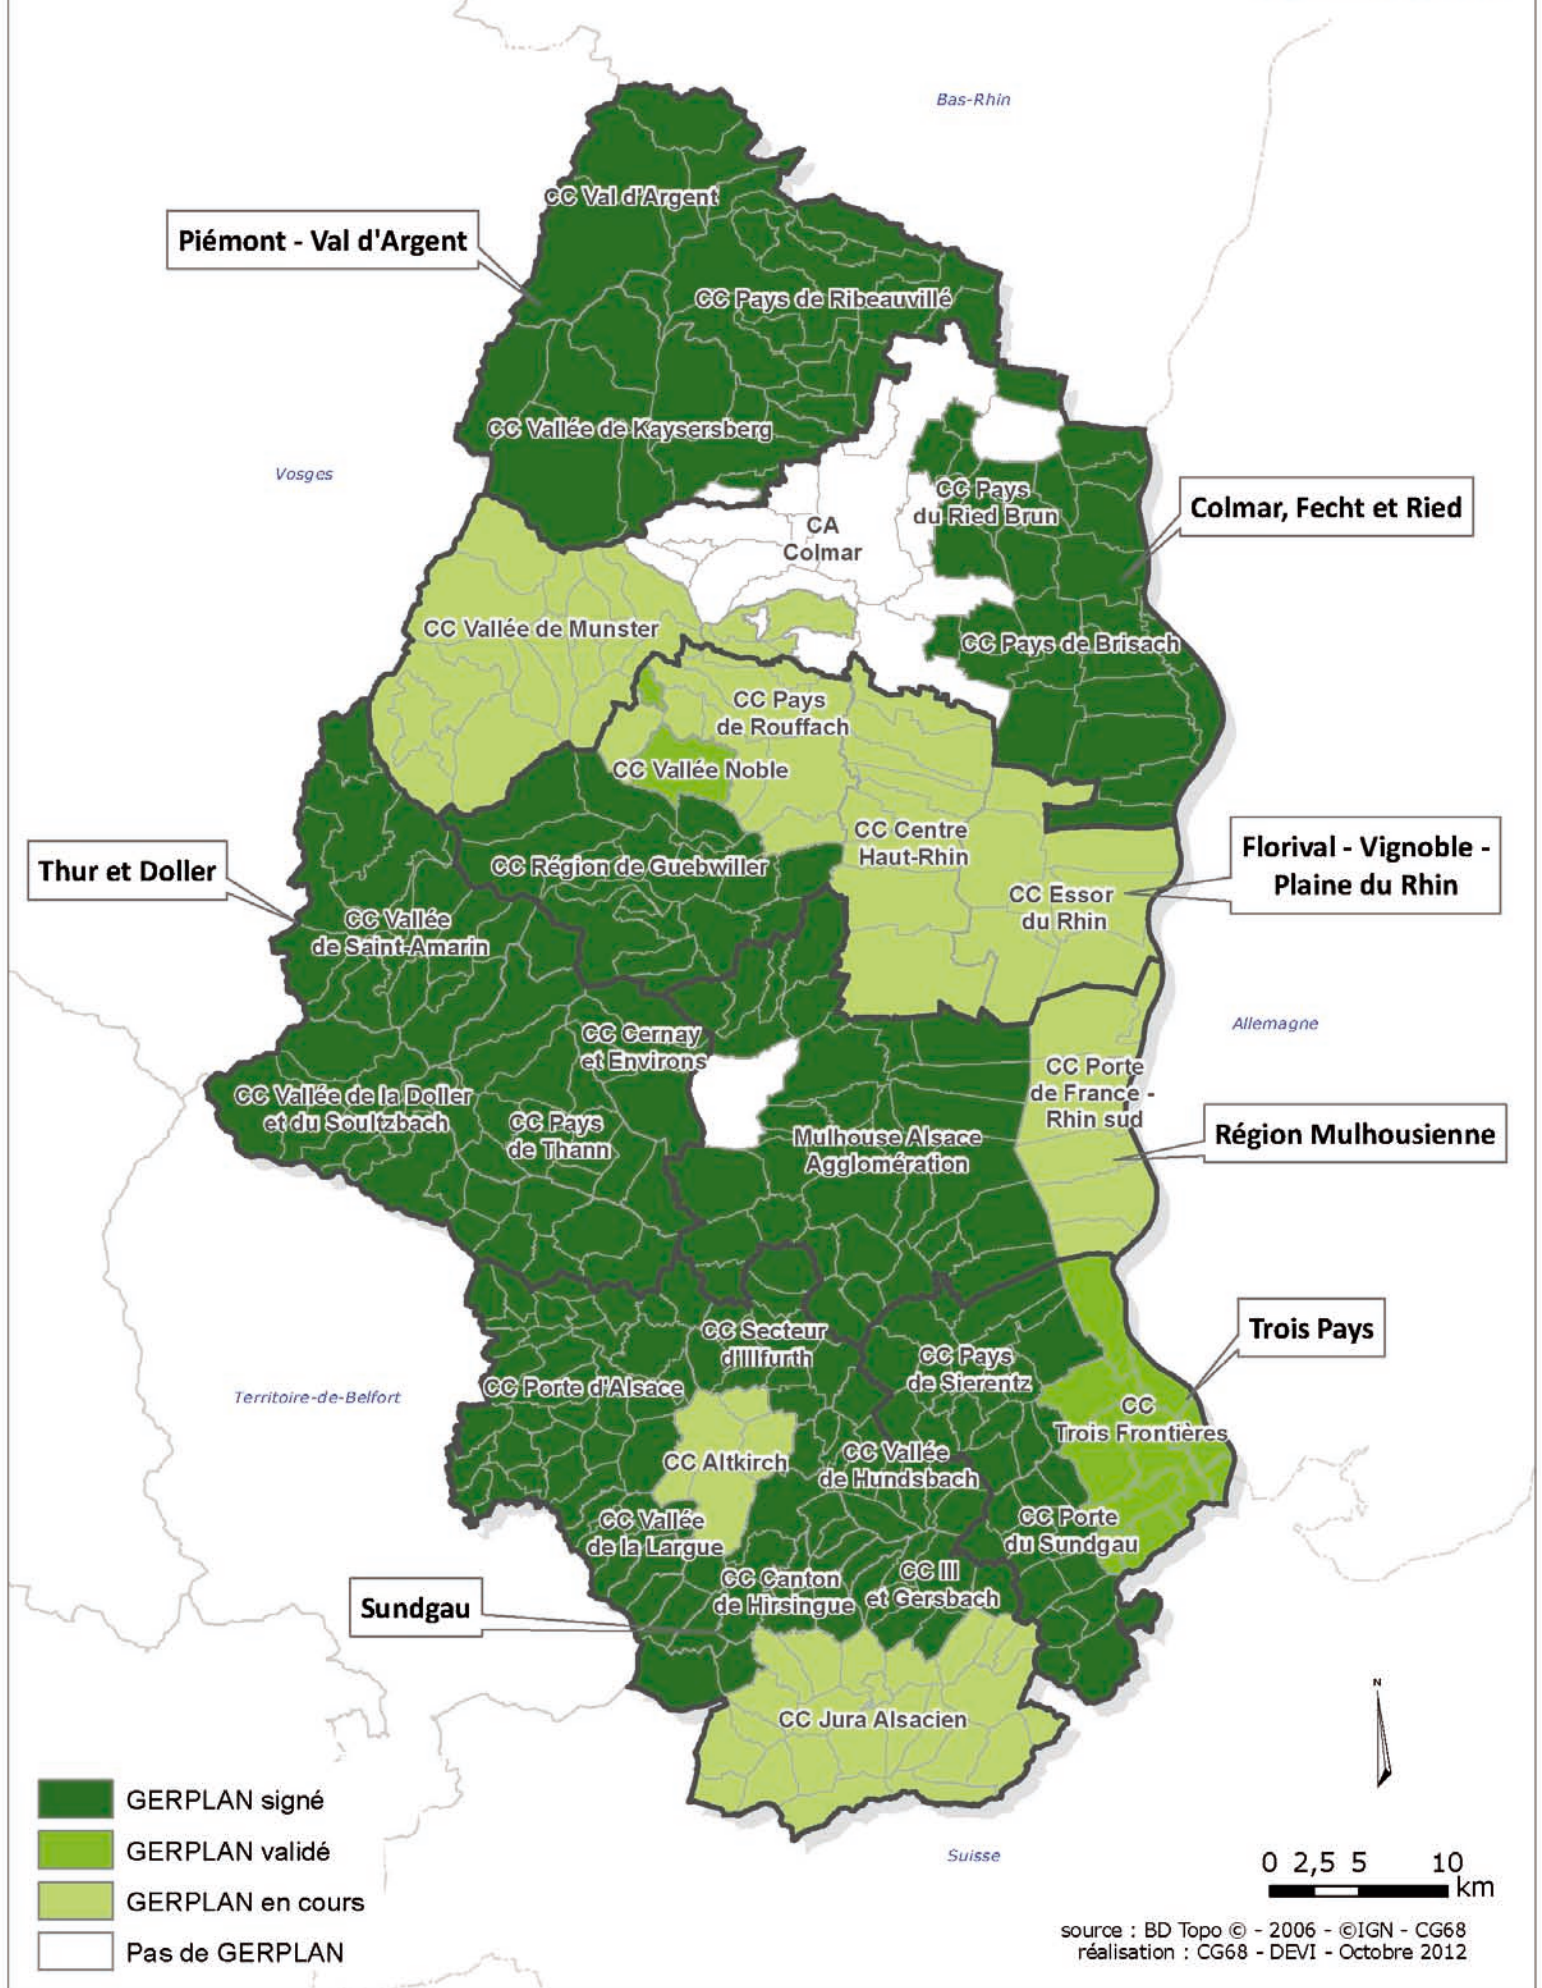 Bas-Rhin
CC Val d'Argent
Piémont - Val d'Argent
CC Pays de Ribeauvillé
CC Vallée de Kaysersberg
Vosges
CC Pays
du Ried Brun
Colmar, Fecht et Ried
CA
Colmar
CC Vallée de Munster
CC Pays de Brisach
CC Pays
de Rouffach
CC Vallée Noble
CC Centre
Haut-Rhin
Florival - Vignoble -
Plaine du Rhin
Thur et Doller
CC Région de Guebwiller
CC Essor
du Rhin
CC Vallée
de Saint-Amarin
Allemagne
CC Cernay
et Environs
CC Porte
de France -
Rhin sud
CC Vallée de la Doller
et du Soultzbach
CC Pays
de Thann
Mulhouse Alsace
Agglomération
Région Mulhousienne
CC Secteur
d'Illfurth
Trois Pays
CC Pays
de Sierentz
Territoire-de-Belfort
CC Porte d'Alsace
CC
Trois Frontières
CC Altkirch
CC Vallée
de Hundsbach
CC Vallée
de la Largue
CC Porte
du Sundgau
CC Canton
de Hirsingue
CC Ill
et Gersbach
Sundgau
CC Jura Alsacien
N
GERPLAN signé
GERPLAN validé
GERPLAN en cours
Pas de GERPLAN
Suisse
0 2,5 5 10
km
source : BD Topo © - 2006 - ©IGN - CG68
réalisation : CG68 - DEVI - Octobre 2012